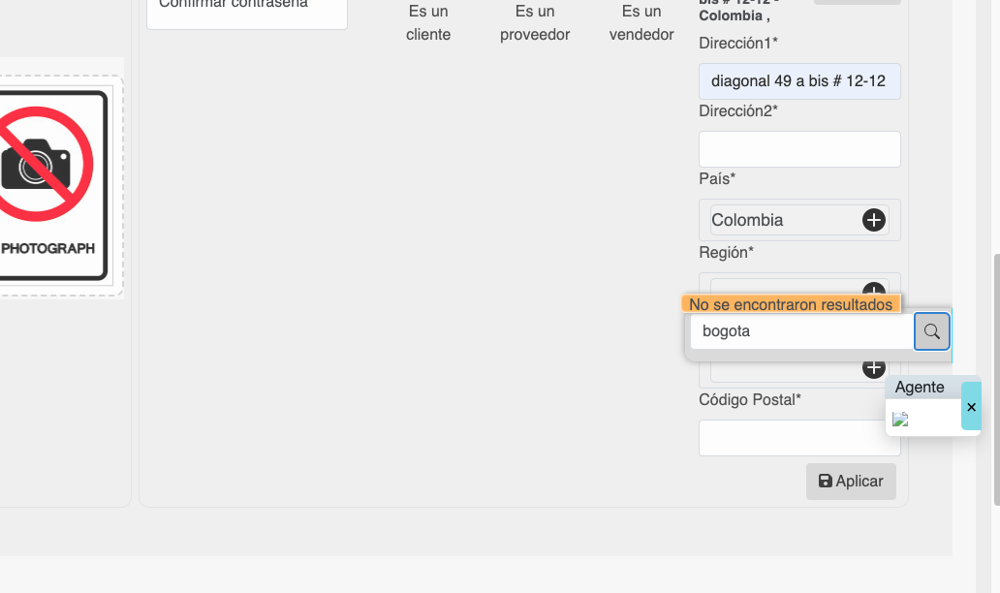 Confirmar contraseña
Es un
cliente
Es un
proveedor
Es un
vendedor
bis # 12-12 -
Colombia ,
Dirección1*
diagonal 49 a bis # 12-12
Dirección2*
País*
Colombia
Región*
No se encontraron resultados
bogota
Código Postal*
Agente
×
Aplicar
PHOTOGRAPH